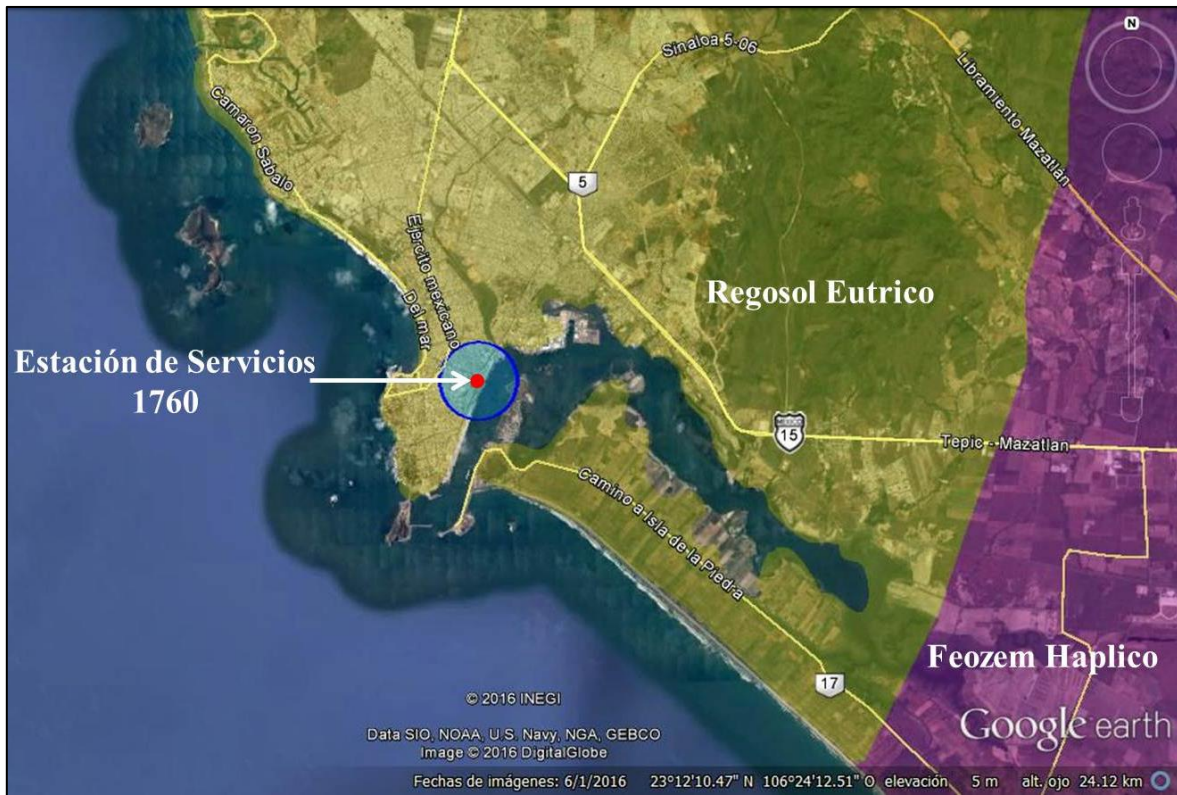 N
Sinaloa 5-06
Libramiento Mazatlán
Camaron Sabalo
5
Ejercito mexicano
Del mar
Regosol Eutrico
Estación de Servicios
1760
MEXICO
15
Tepic - Mazatlan
Camino a Isla de la Piedra
Feozem Haplico
17
© 2016 INEGI
Google earth
Data SIO, NOAA, U.S. Navy, NGA, GEBCO
Image © 2016 DigitalGlobe
Fechas de imágenes: 6/1/2016 23°12'10.47" N 106°24'12.51" O elevación 5 m alt. ojo 24.12 km